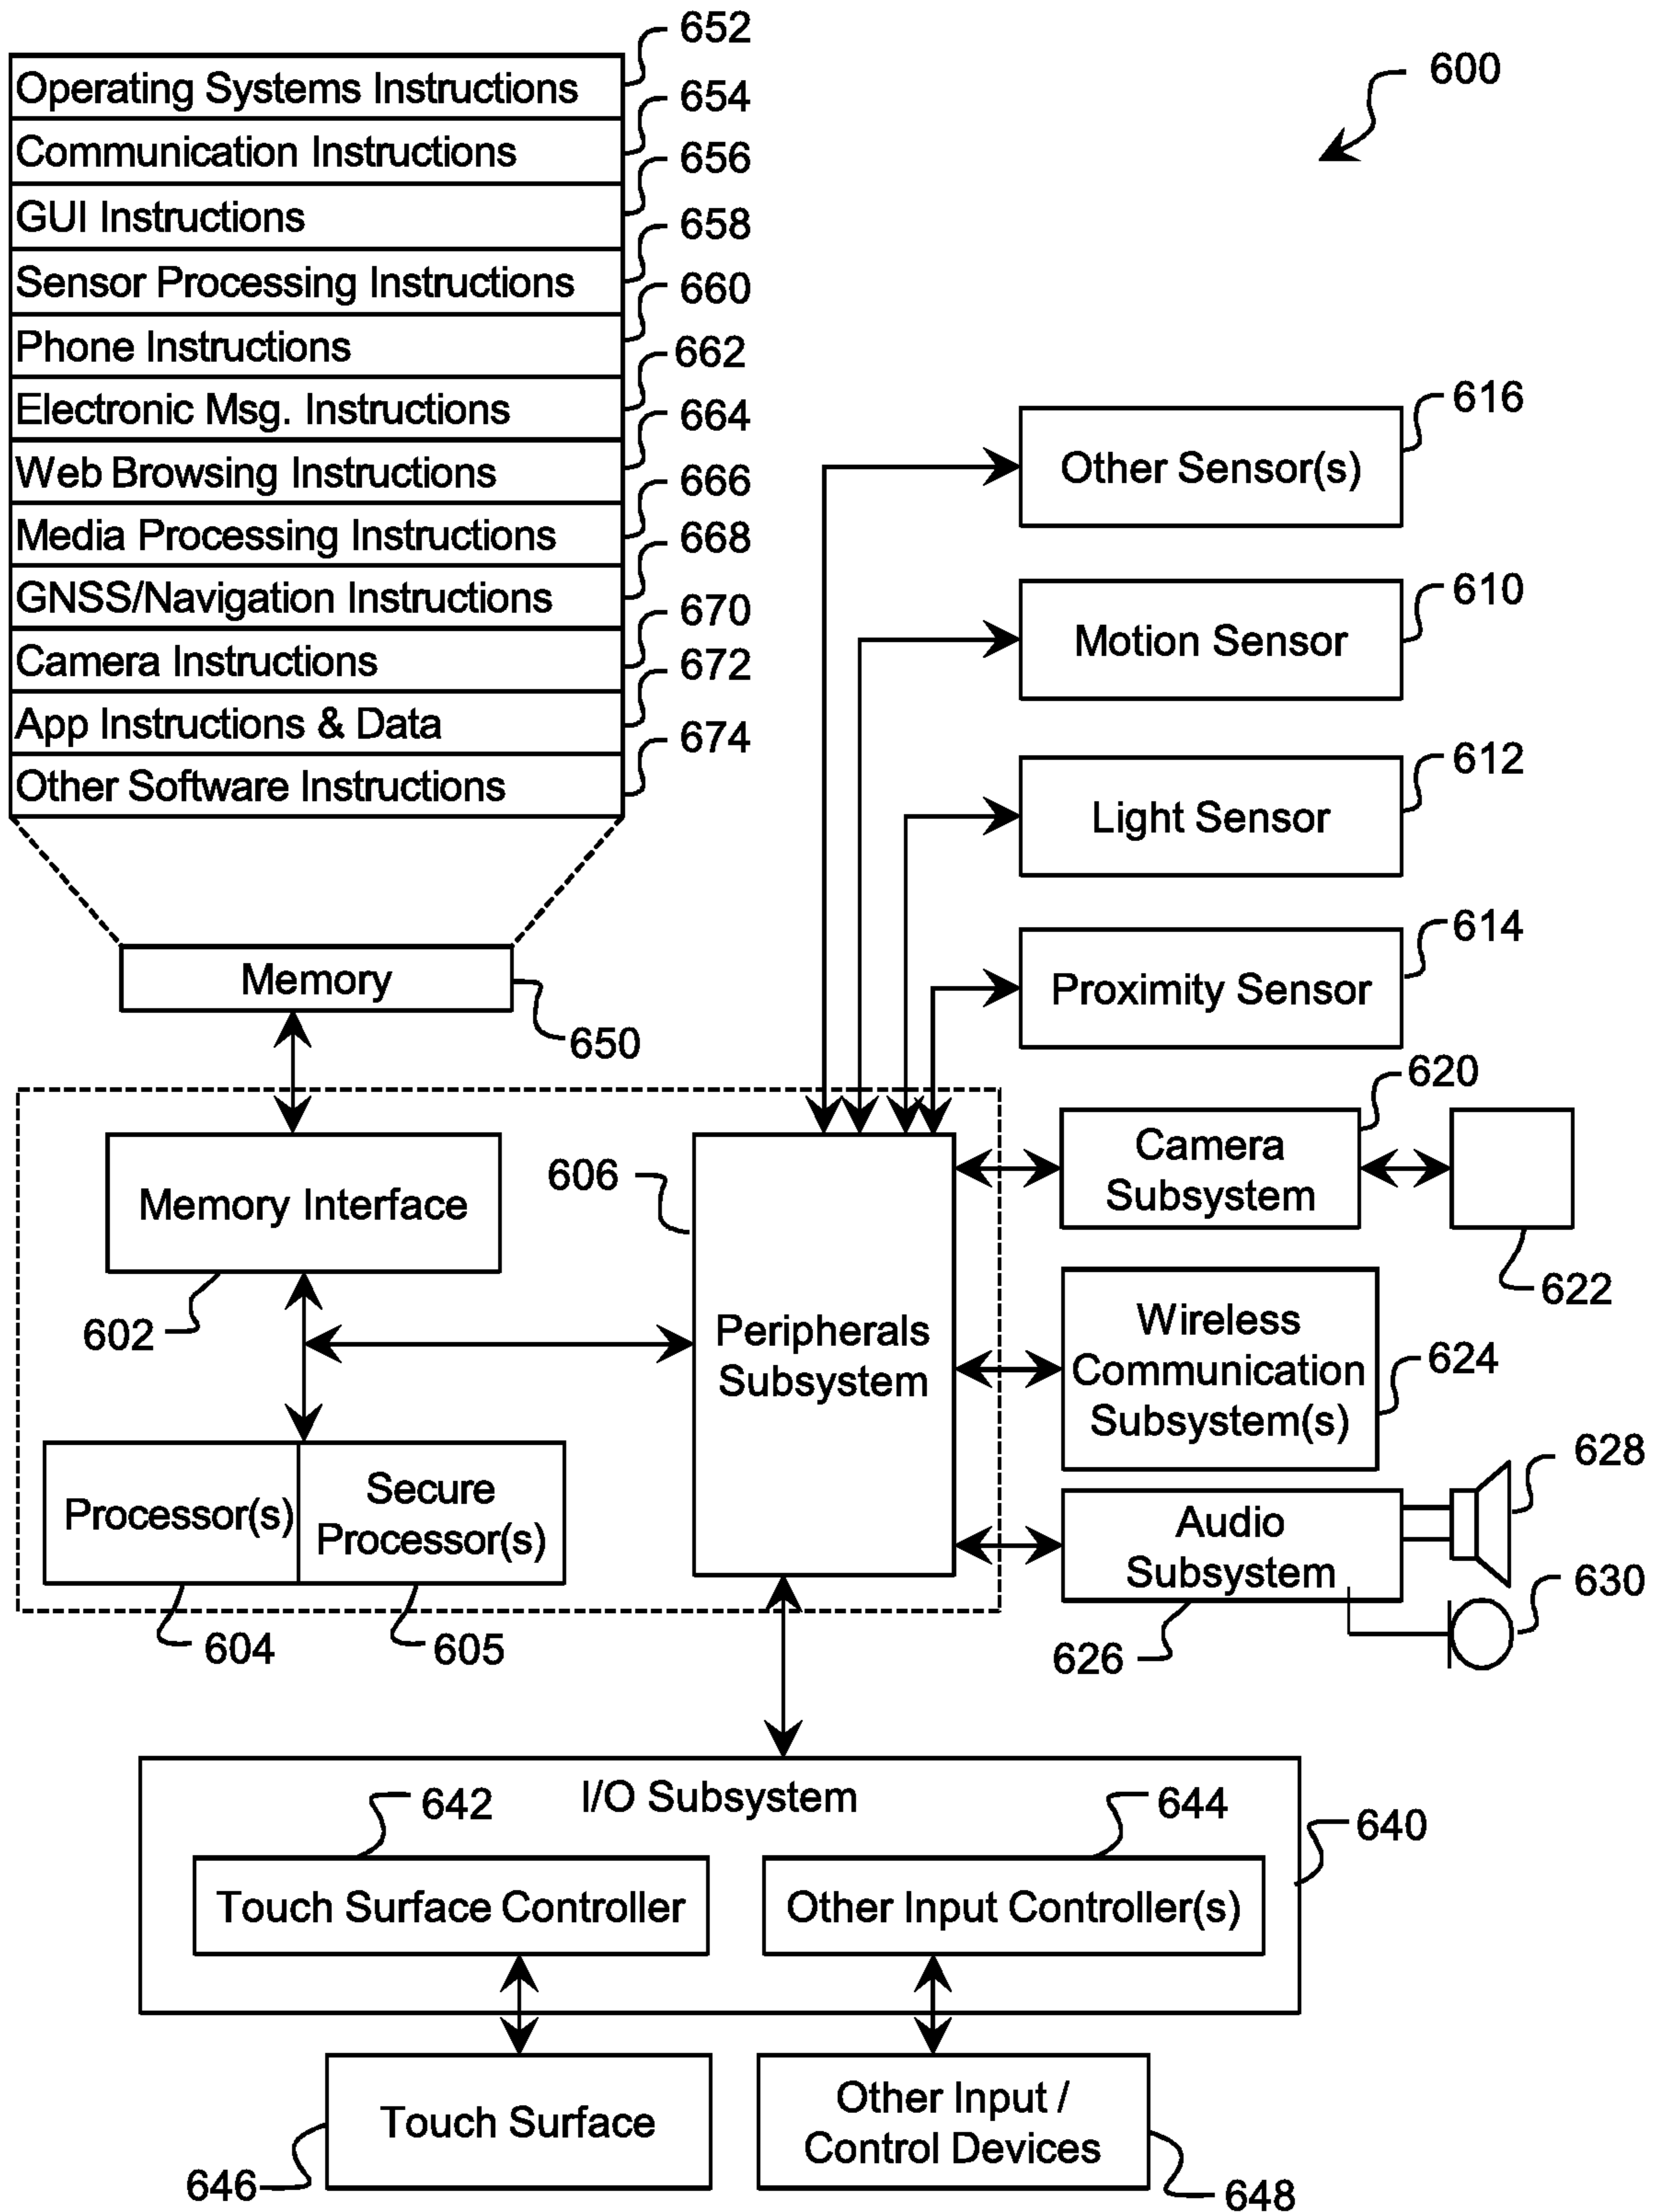 652
600
Operating Systems Instructions
654
Communication Instructions
656
GUI Instructions
658
Sensor Processing Instructions
660
Phone Instructions
662
Electronic Msg. Instructions
664
Web Browsing Instructions
666
Media Processing Instructions
668
GNSS/Navigation Instructions
670
Camera Instructions
672
App Instructions & Data
674
Other Software Instructions
616
Other Sensor(s)
610
Motion Sensor
612
Light Sensor
614
Proximity Sensor
Memory
650
620
Camera
Subsystem
622
Memory Interface
602
606
Peripherals
Subsystem
Wireless
Communication
Subsystem(s)
624
Processor(s)
Secure
Processor(s)
604
605
Audio
Subsystem
628
630
626
I/O Subsystem
642
644
640
Touch Surface Controller
Other Input Controller(s)
Touch Surface
646
Other Input /
Control Devices
648